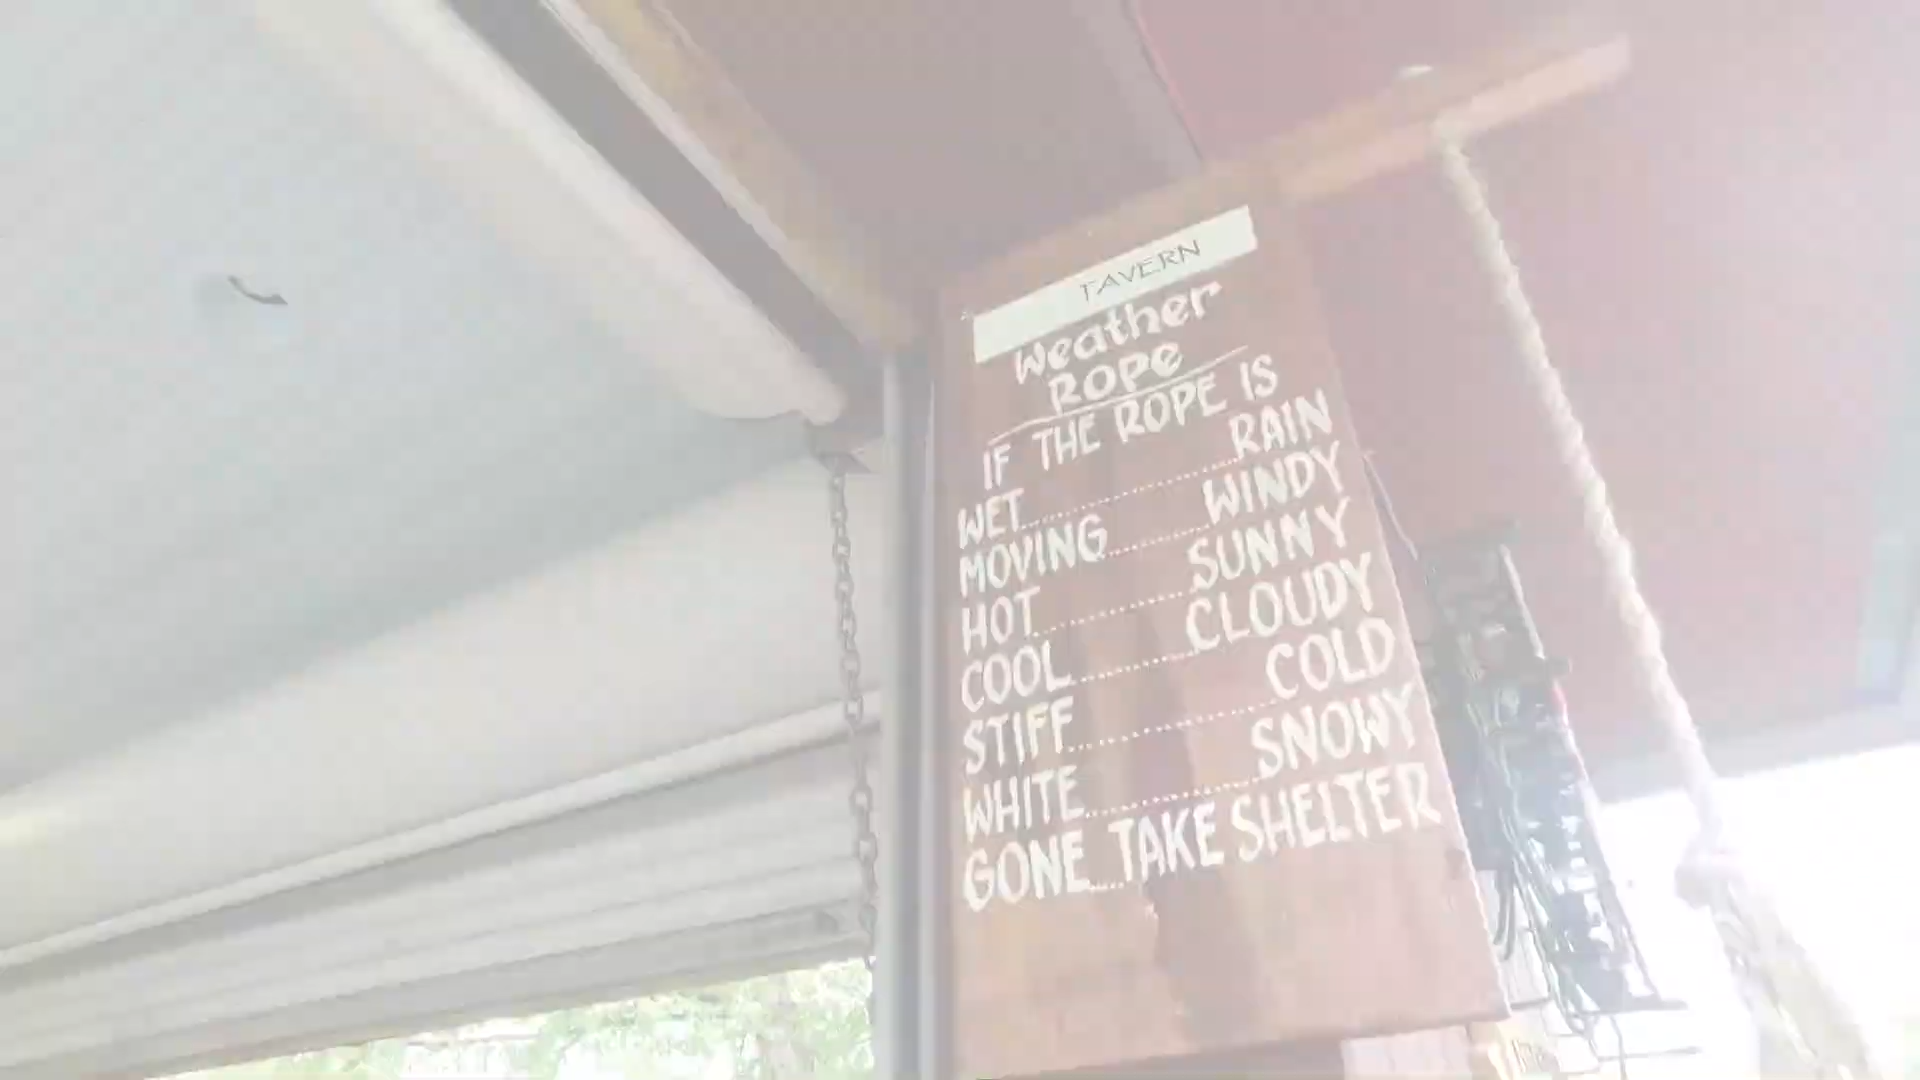 TAVERN
Weather
ROPE
IF THE ROPE IS
WET..............RAIN
MOVING........WINDY
HOT............SUNNY
COOL.........CLOUDY
STIFF..............COLD
WHITE...........SNOWY
GONE...TAKE SHELTER